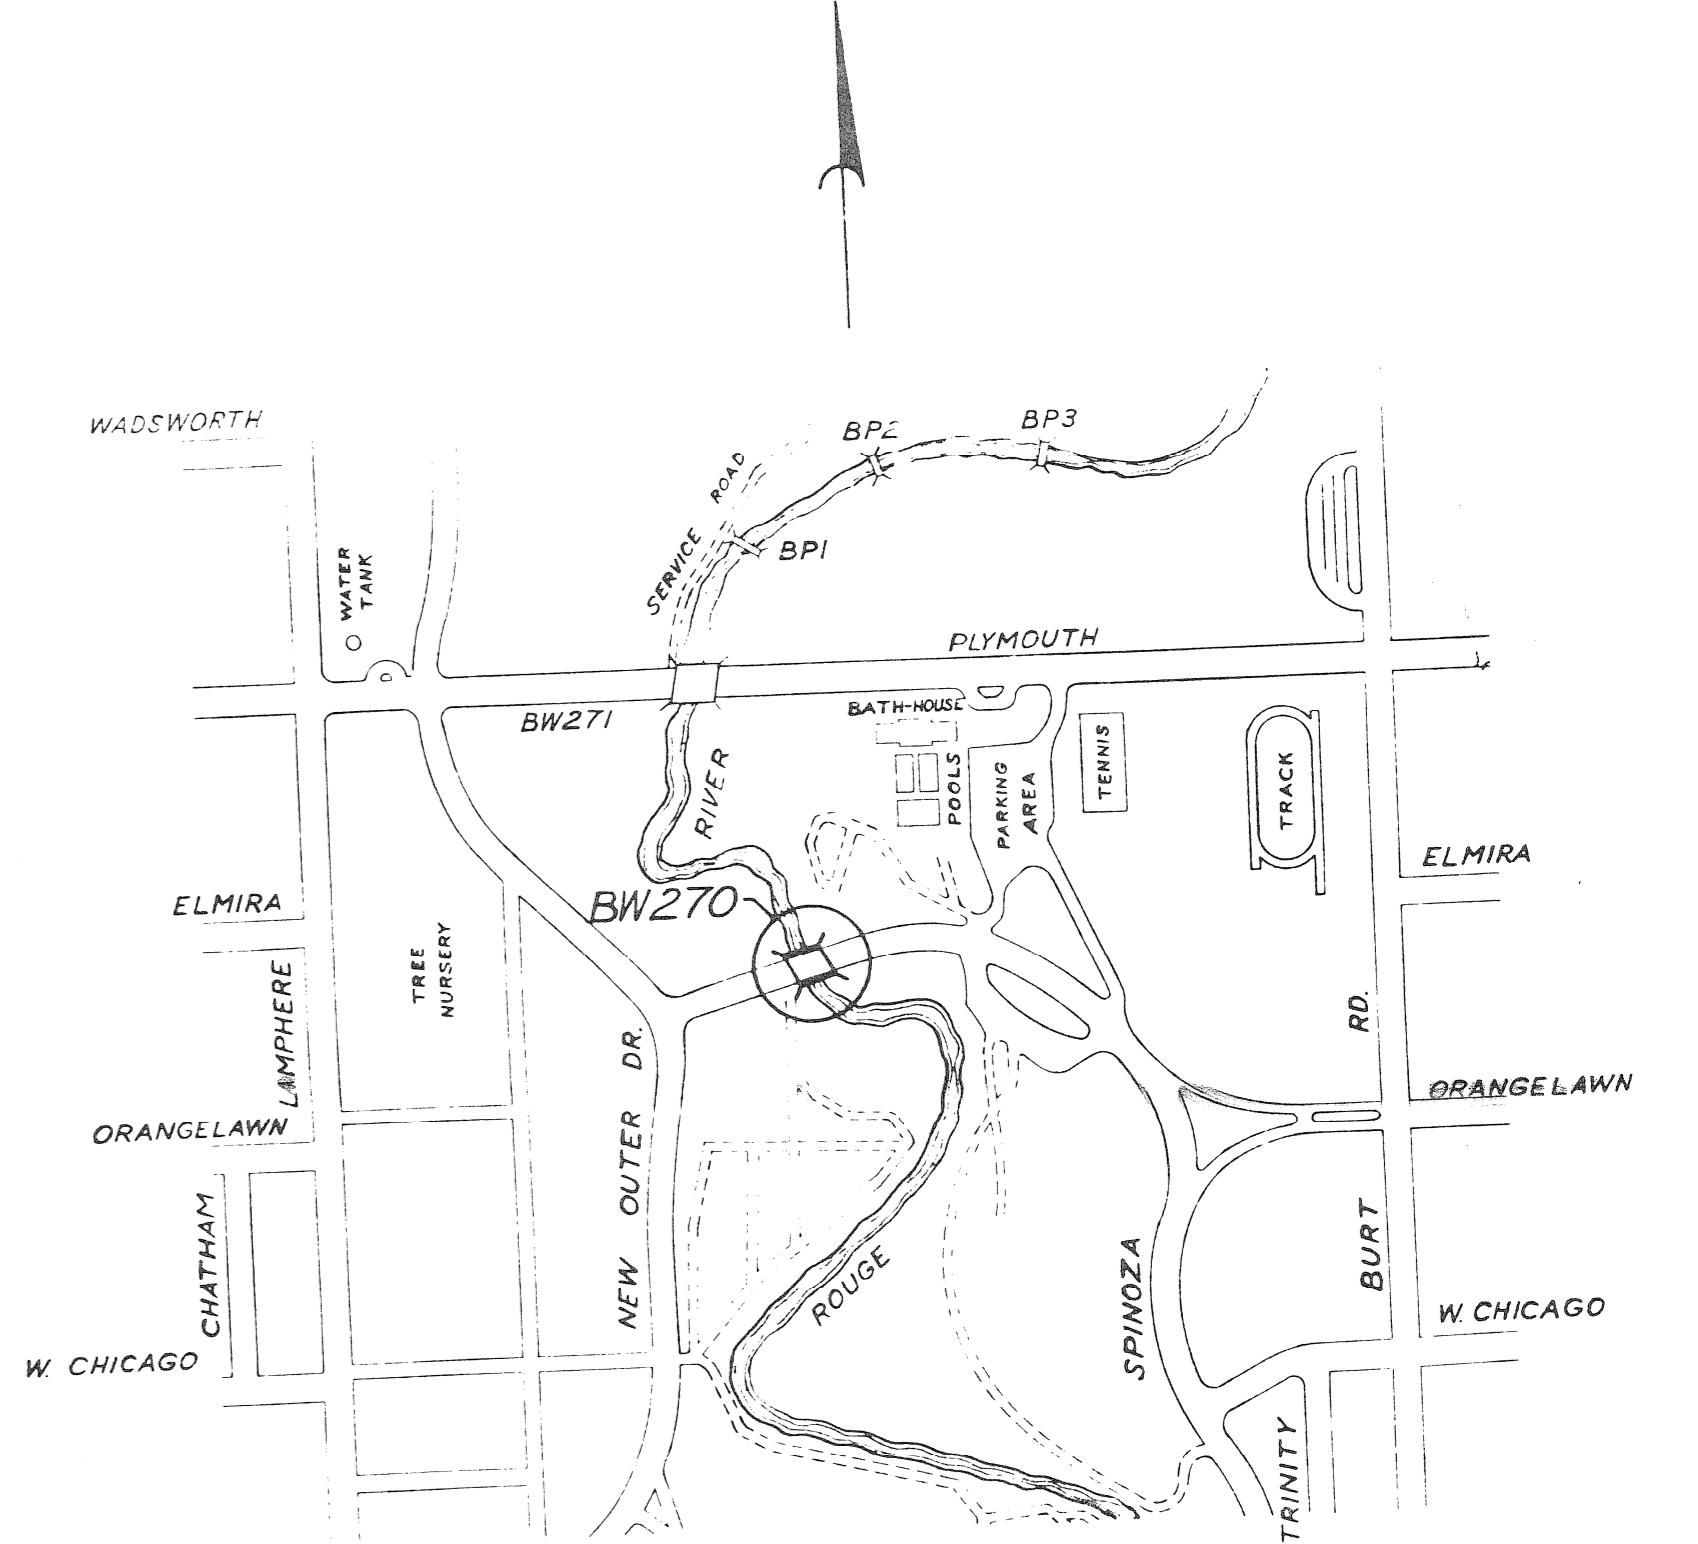 WADSWORTH
BP2
BP3
SERVICE ROAD
BP1
WATER
TANK
PLYMOUTH
BW271
BATH-HOUSE
RIVER
POOLS
PARKING
AREA
TENNIS
TRACK
ELMIRA
ELMIRA
BW270
TREE
NURSERY
LAMPHERE
NEW OUTER DR.
BURT RD.
ORANGELAWN
ORANGELAWN
CHATHAM
ROUGE
SPINOZA
W. CHICAGO
W. CHICAGO
TRINITY